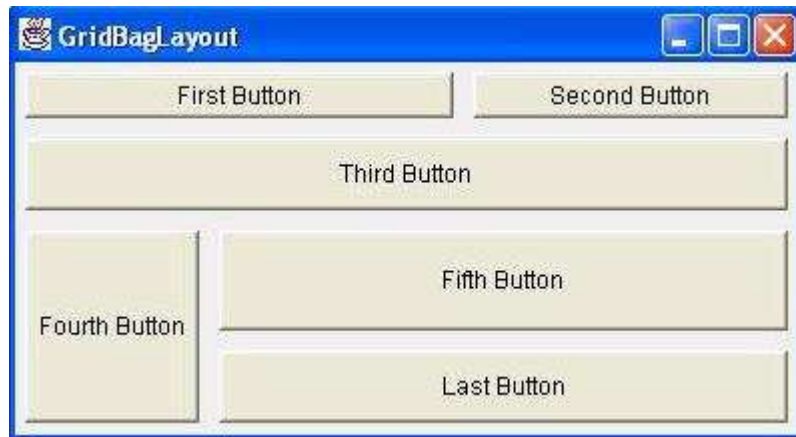 GridBagLayout
First Button
Second Button
Third Button
Fourth Button
Fifth Button
Last Button